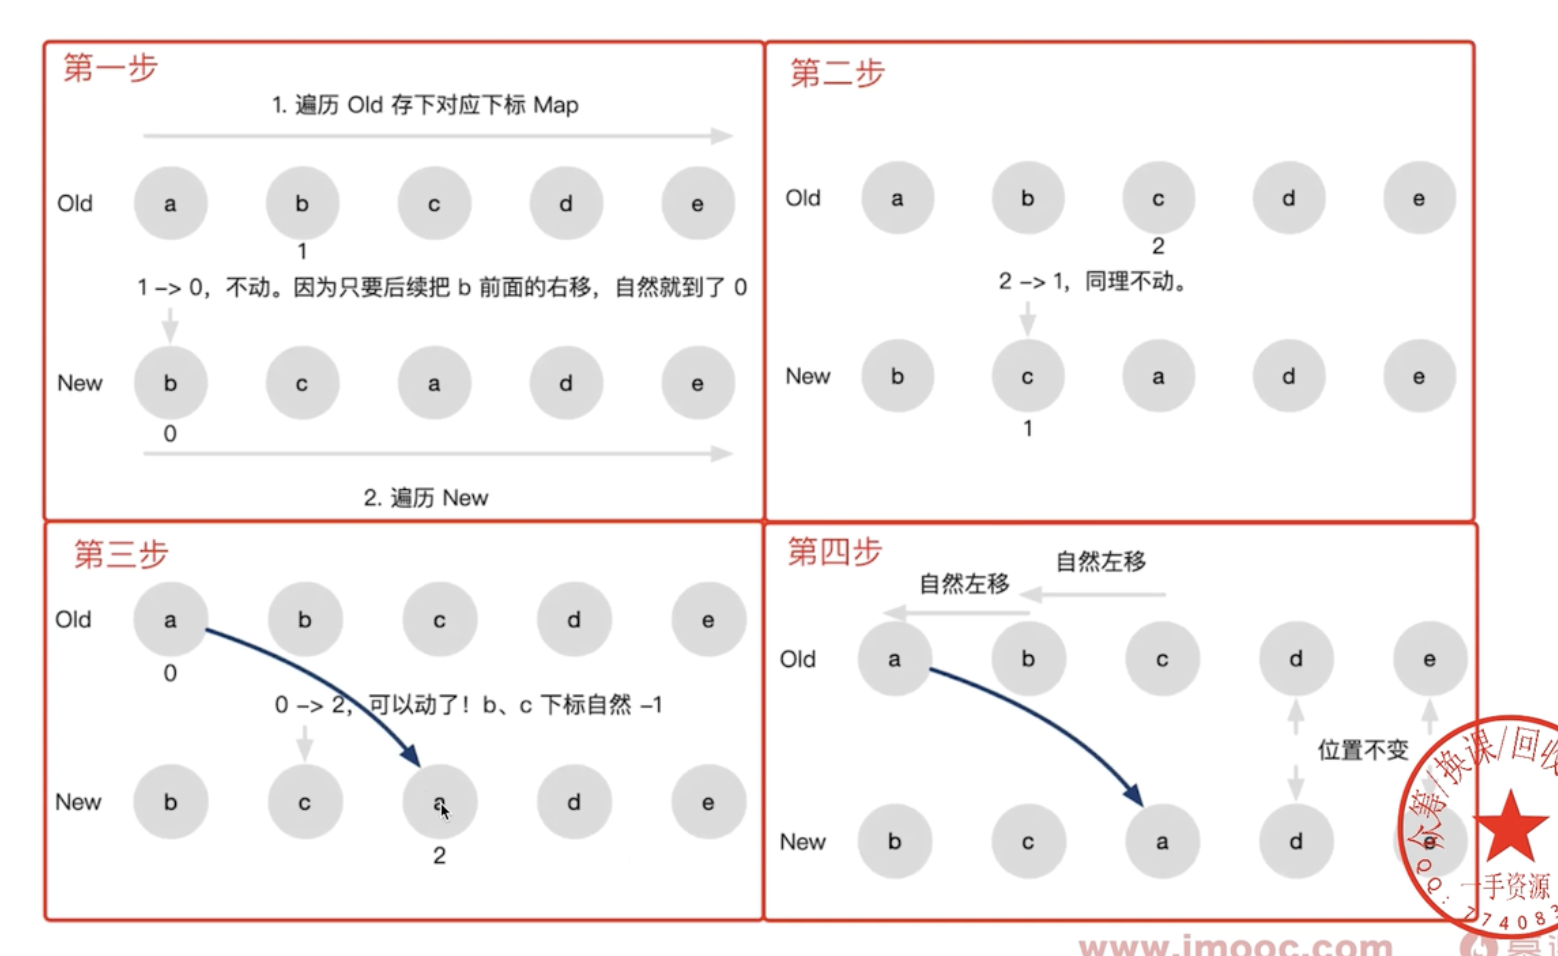 第一步
1. 遍历 Old 存下对应下标 Map
Old a b c d e
1
1 –> 0，不动。因为只要后续把 b 前面的右移，自然就到了 0
New b c a d e
0
2. 遍历 New
第二步
Old a b c d e
2
2 –> 1，同理不动。
New b c a d e
1
第三步
Old a b c d e
0
0 –> 2，可以动了！b、c 下标自然 –1
New b c a d e
2
第四步
自然左移
自然左移
Old a b c d e
位置不变
New b c a d e
众筹/换课/回收
一手资源
QQ:774083
www.imooc.com
慕